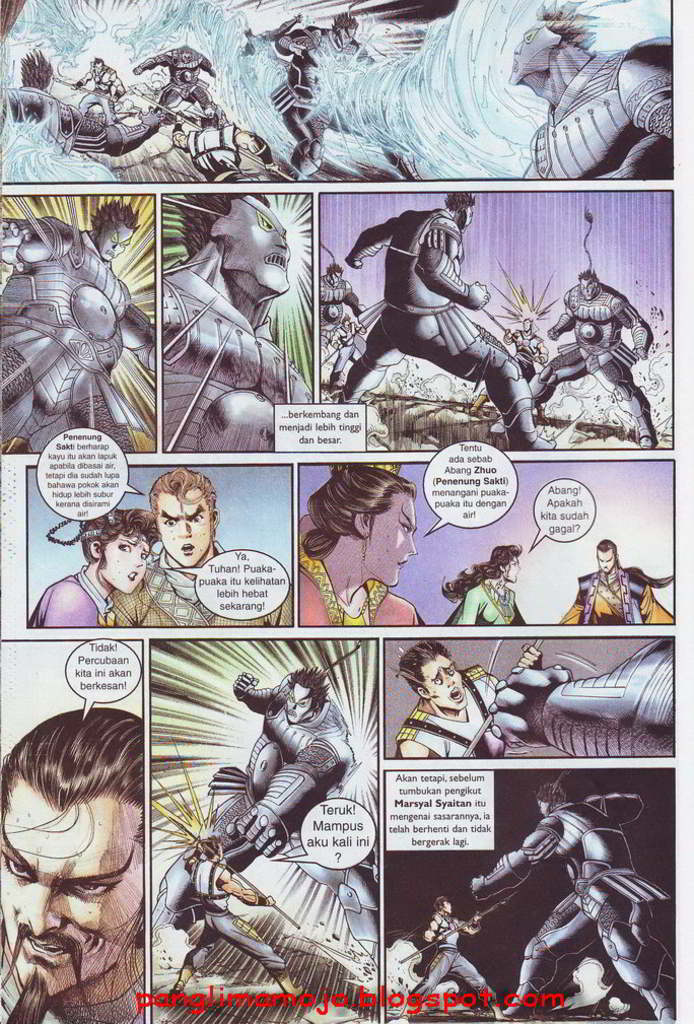 ...berkembang dan
menjadi lebih tinggi
dan besar.
Penenung
Sakti berharap
kayu itu akan lapuk
apabila dibasai air,
tetapi dia sudah lupa
bahawa pokok akan
hidup lebih subur
kerana disirami
air!
Ya,
Tuhan! Puaka-
puaka itu kelihatan
lebih hebat
sekarang!
Tentu
ada sebab
Abang Zhuo
(Penenung Sakti)
menangani puaka-
puaka itu dengan
air!
Abang!
Apakah
kita sudah
gagal?
Tidak!
Percubaan
kita ini akan
berkesan!
Teruk!
Mampus
aku kali ini
?
Akan tetapi, sebelum
tumbukan pengikut
Marsyal Syaitan itu
mengenai sasarannya, ia
telah berhenti dan tidak
bergerak lagi.
panglimamojo.blogspot.com